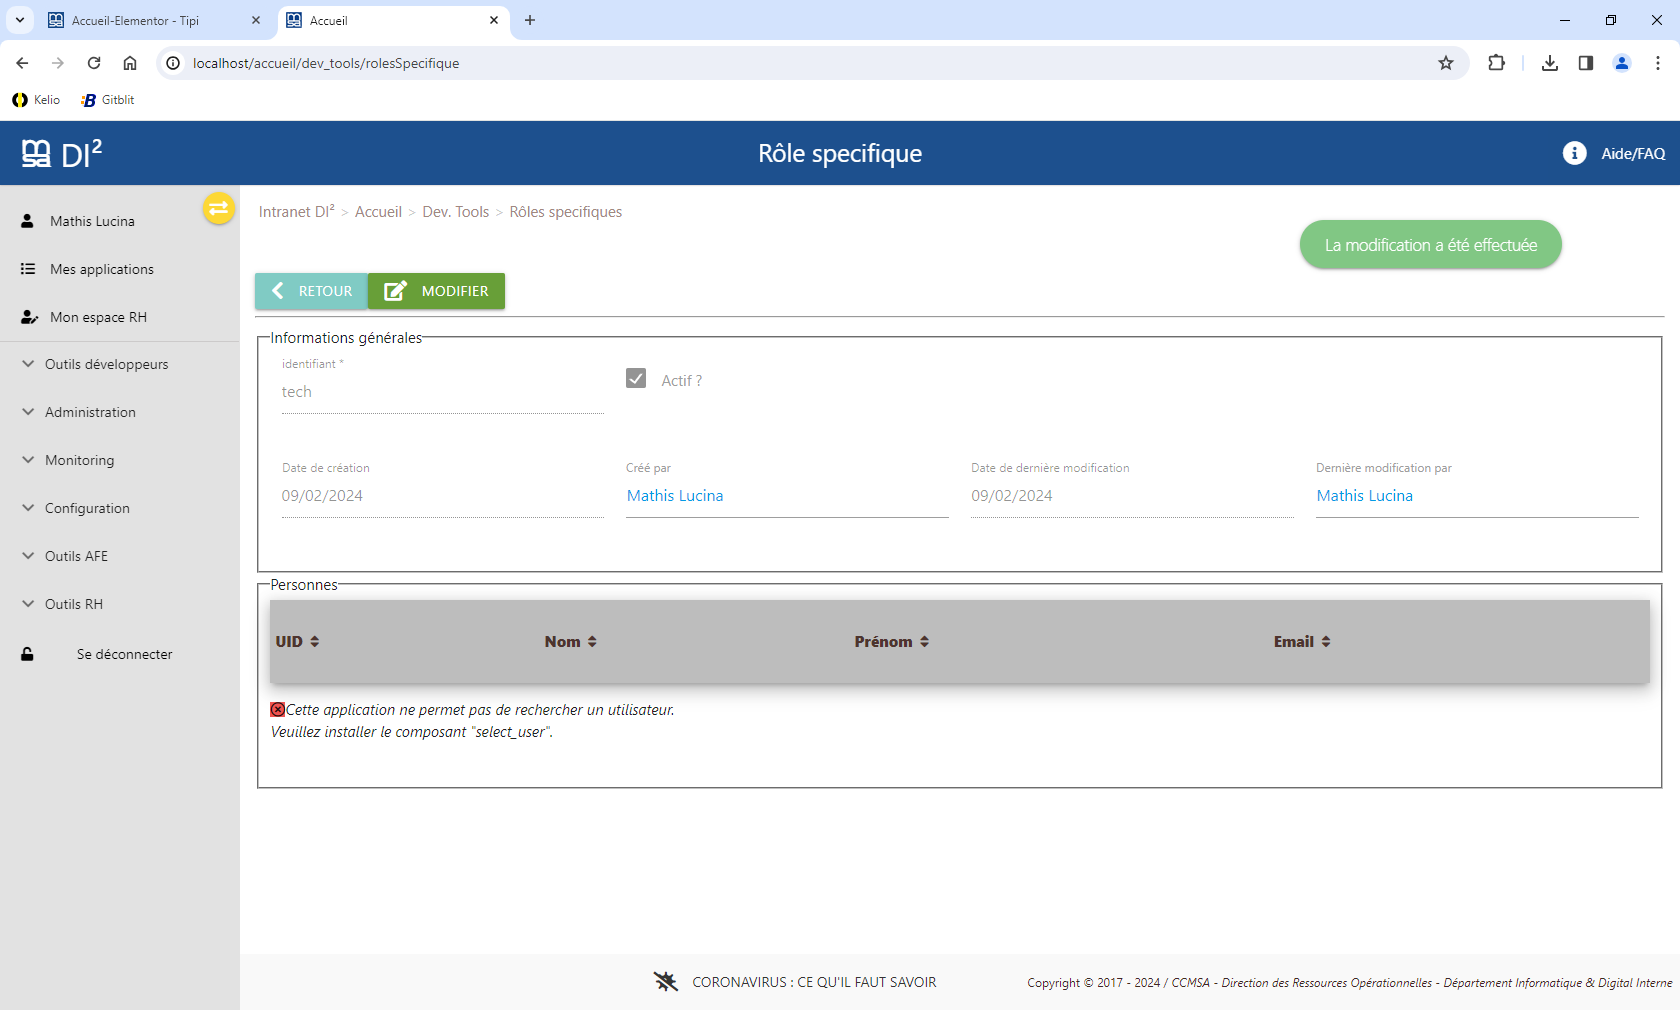 Accueil-Elementor - Tipi
Accueil
localhost/accueil/dev_tools/rolesSpecifique
Kelio
Gitblit
msa DI²
Rôle specifique
Aide/FAQ
Mathis Lucina
Mes applications
Mon espace RH
Outils développeurs
Administration
Monitoring
Configuration
Outils AFE
Outils RH
Se déconnecter
Intranet DI² > Accueil > Dev. Tools > Rôles specifiques
La modification a été effectuée
RETOUR
MODIFIER
Informations générales
identifiant *
tech
Actif ?
Date de création
09/02/2024
Créé par
Mathis Lucina
Date de dernière modification
09/02/2024
Dernière modification par
Mathis Lucina
Personnes
UID
Nom
Prénom
Email
Cette application ne permet pas de rechercher un utilisateur.
Veuillez installer le composant "select_user".
CORONAVIRUS : CE QU'IL FAUT SAVOIR
Copyright © 2017 - 2024 / CCMSA - Direction des Ressources Opérationnelles - Département Informatique & Digital Interne